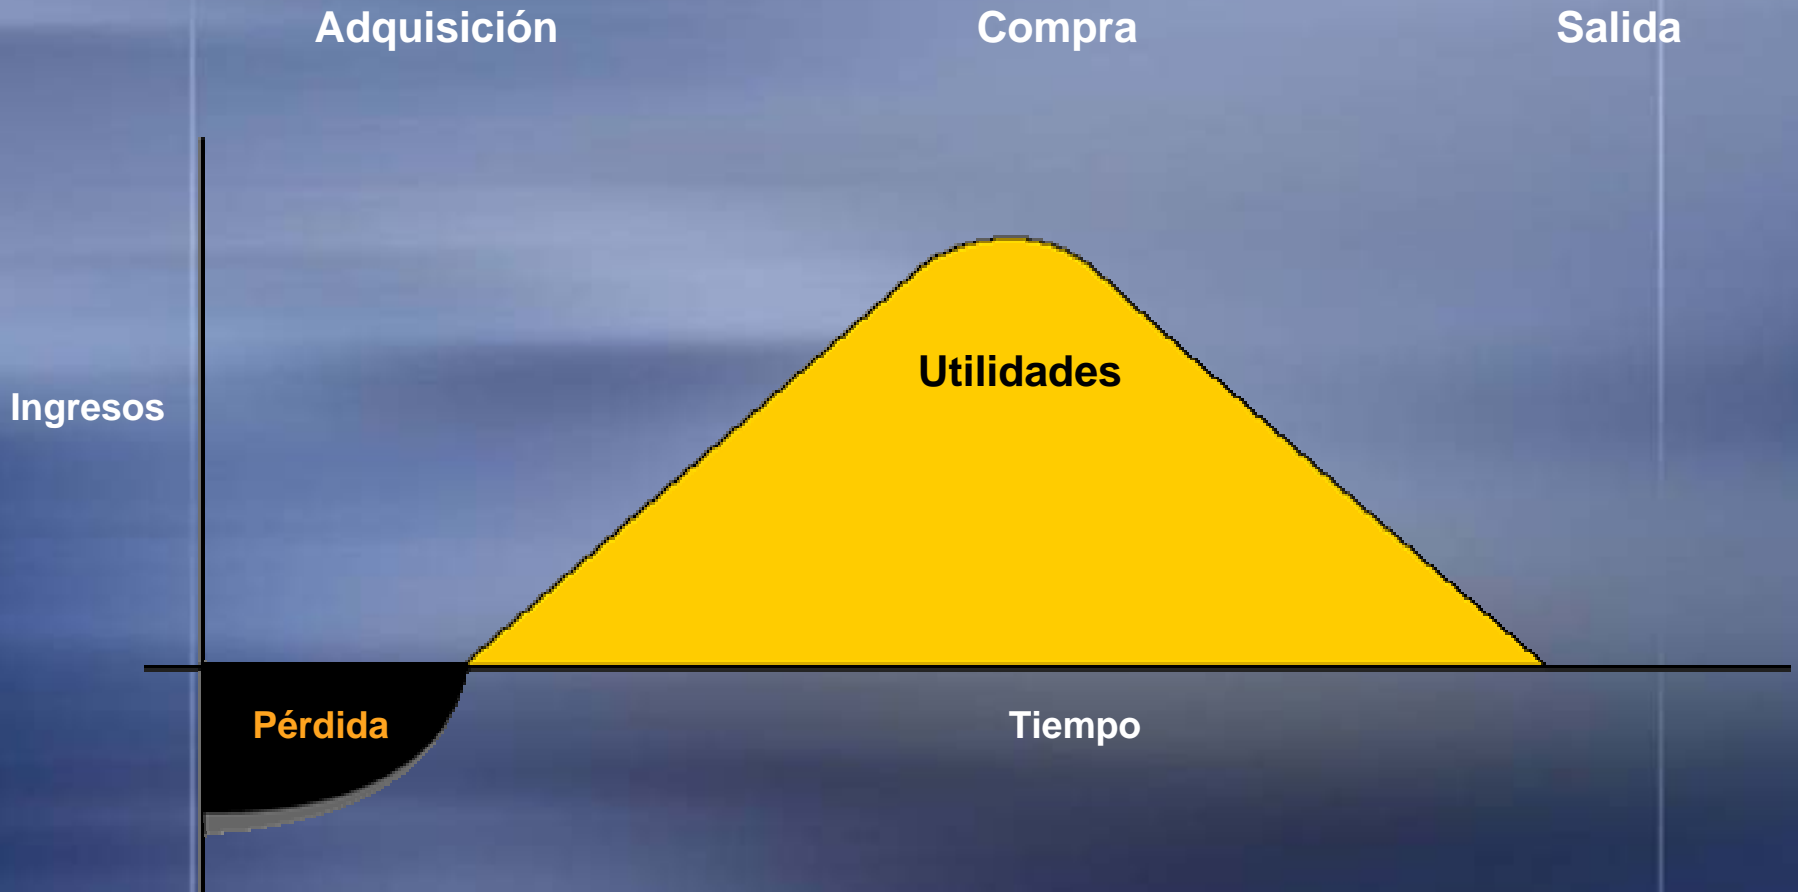 Adquisición
Compra
Salida
Utilidades
Ingresos
Pérdida
Tiempo